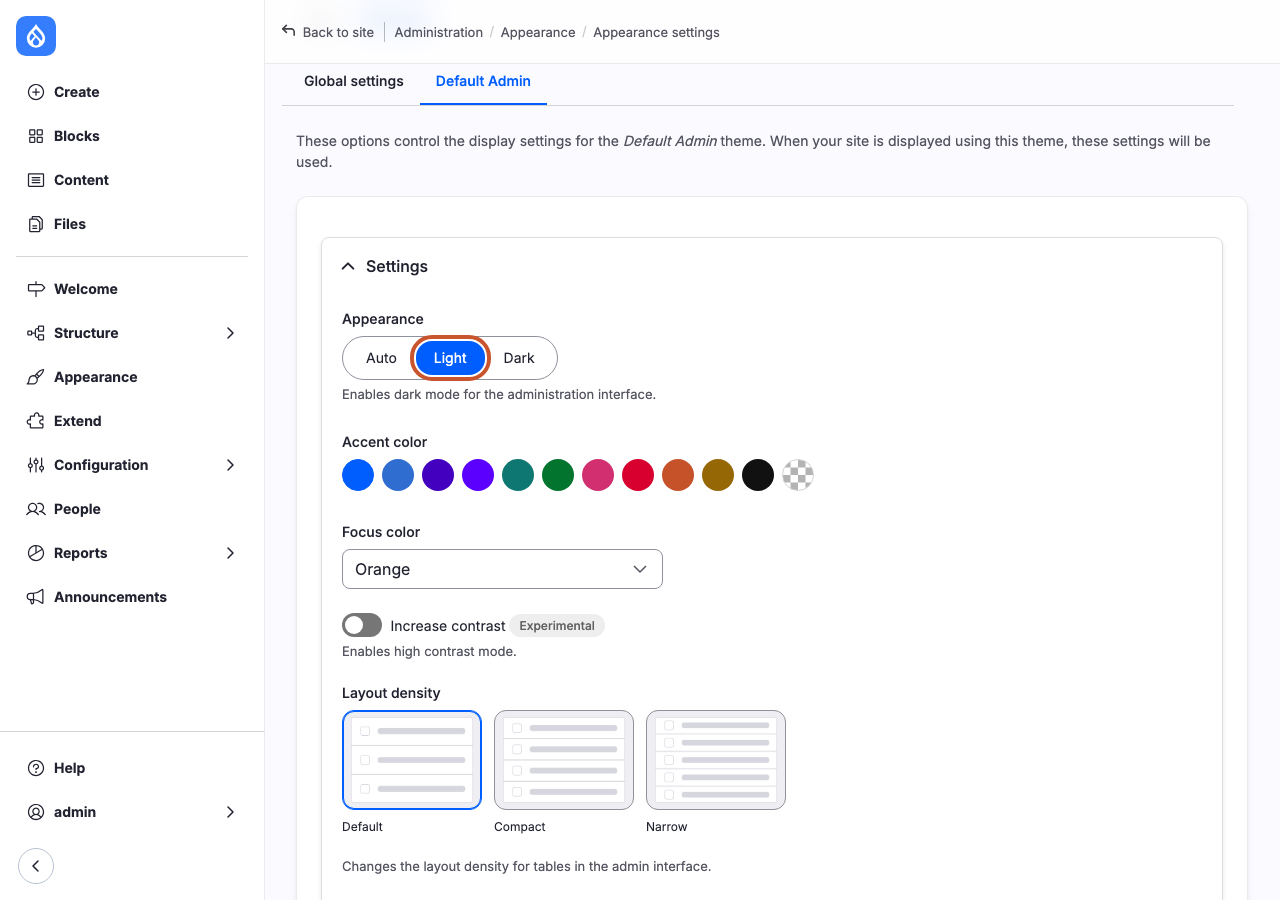 Back to site
Administration / Appearance / Appearance settings
Create
Blocks
Content
Files
Welcome
Structure
Appearance
Extend
Configuration
People
Reports
Announcements
Help
admin
Global settings
Default Admin
These options control the display settings for the Default Admin theme. When your site is displayed using this theme, these settings will be
used.
Settings
Appearance
Auto Light Dark
Enables dark mode for the administration interface.
Accent color
Focus color
Orange
Increase contrast Experimental
Enables high contrast mode.
Layout density
Default Compact Narrow
Changes the layout density for tables in the admin interface.